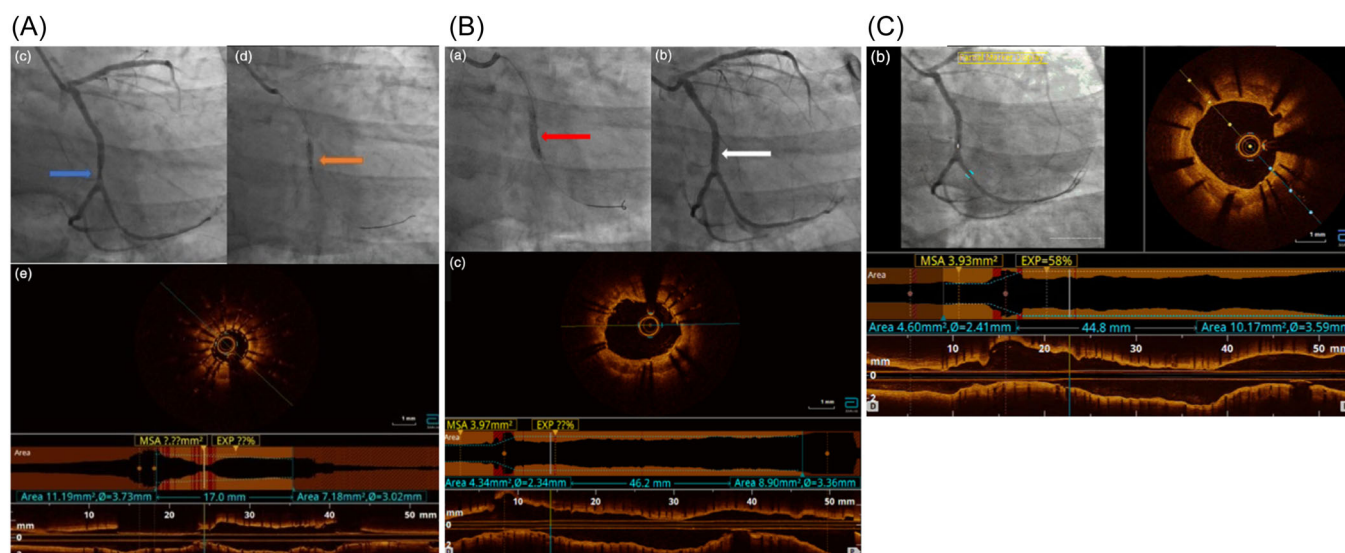 (A)
(c)
(d)
(e)
1 mm
MSA ?.??mm² EXP ??%
Area
Area 11.19mm²,Ø=3.73mm 17.0 mm Area 7.18mm²,Ø=3.02mm
mm 10 20 30 40 50 mm
0
2
(B)
(a)
(b)
(c)
1 mm
MSA 3.97mm² EXP ??%
Area
Area 4.34mm²,Ø=2.34mm 46.2 mm Area 8.90mm²,Ø=3.36mm
mm 10 20 30 40 50 mm
0
2
D
(C)
(b)
1 mm
MSA 3.93mm² EXP=58%
Area
Area 4.60mm²,Ø=2.41mm 44.8 mm Area 10.17mm²,Ø=3.59mm
mm 10 20 30 40 50
0
2
D